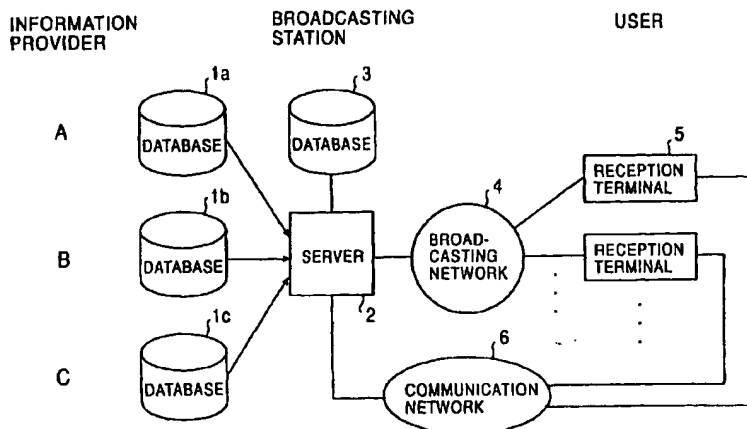 INFORMATION
PROVIDER
BROADCASTING
STATION
USER
1a
3
A
DATABASE
DATABASE
5
RECEPTION
TERMINAL
1b
4
B
DATABASE
SERVER
2
BROAD-
CASTING
NETWORK
RECEPTION
TERMINAL
1c
6
C
DATABASE
COMMUNICATION
NETWORK